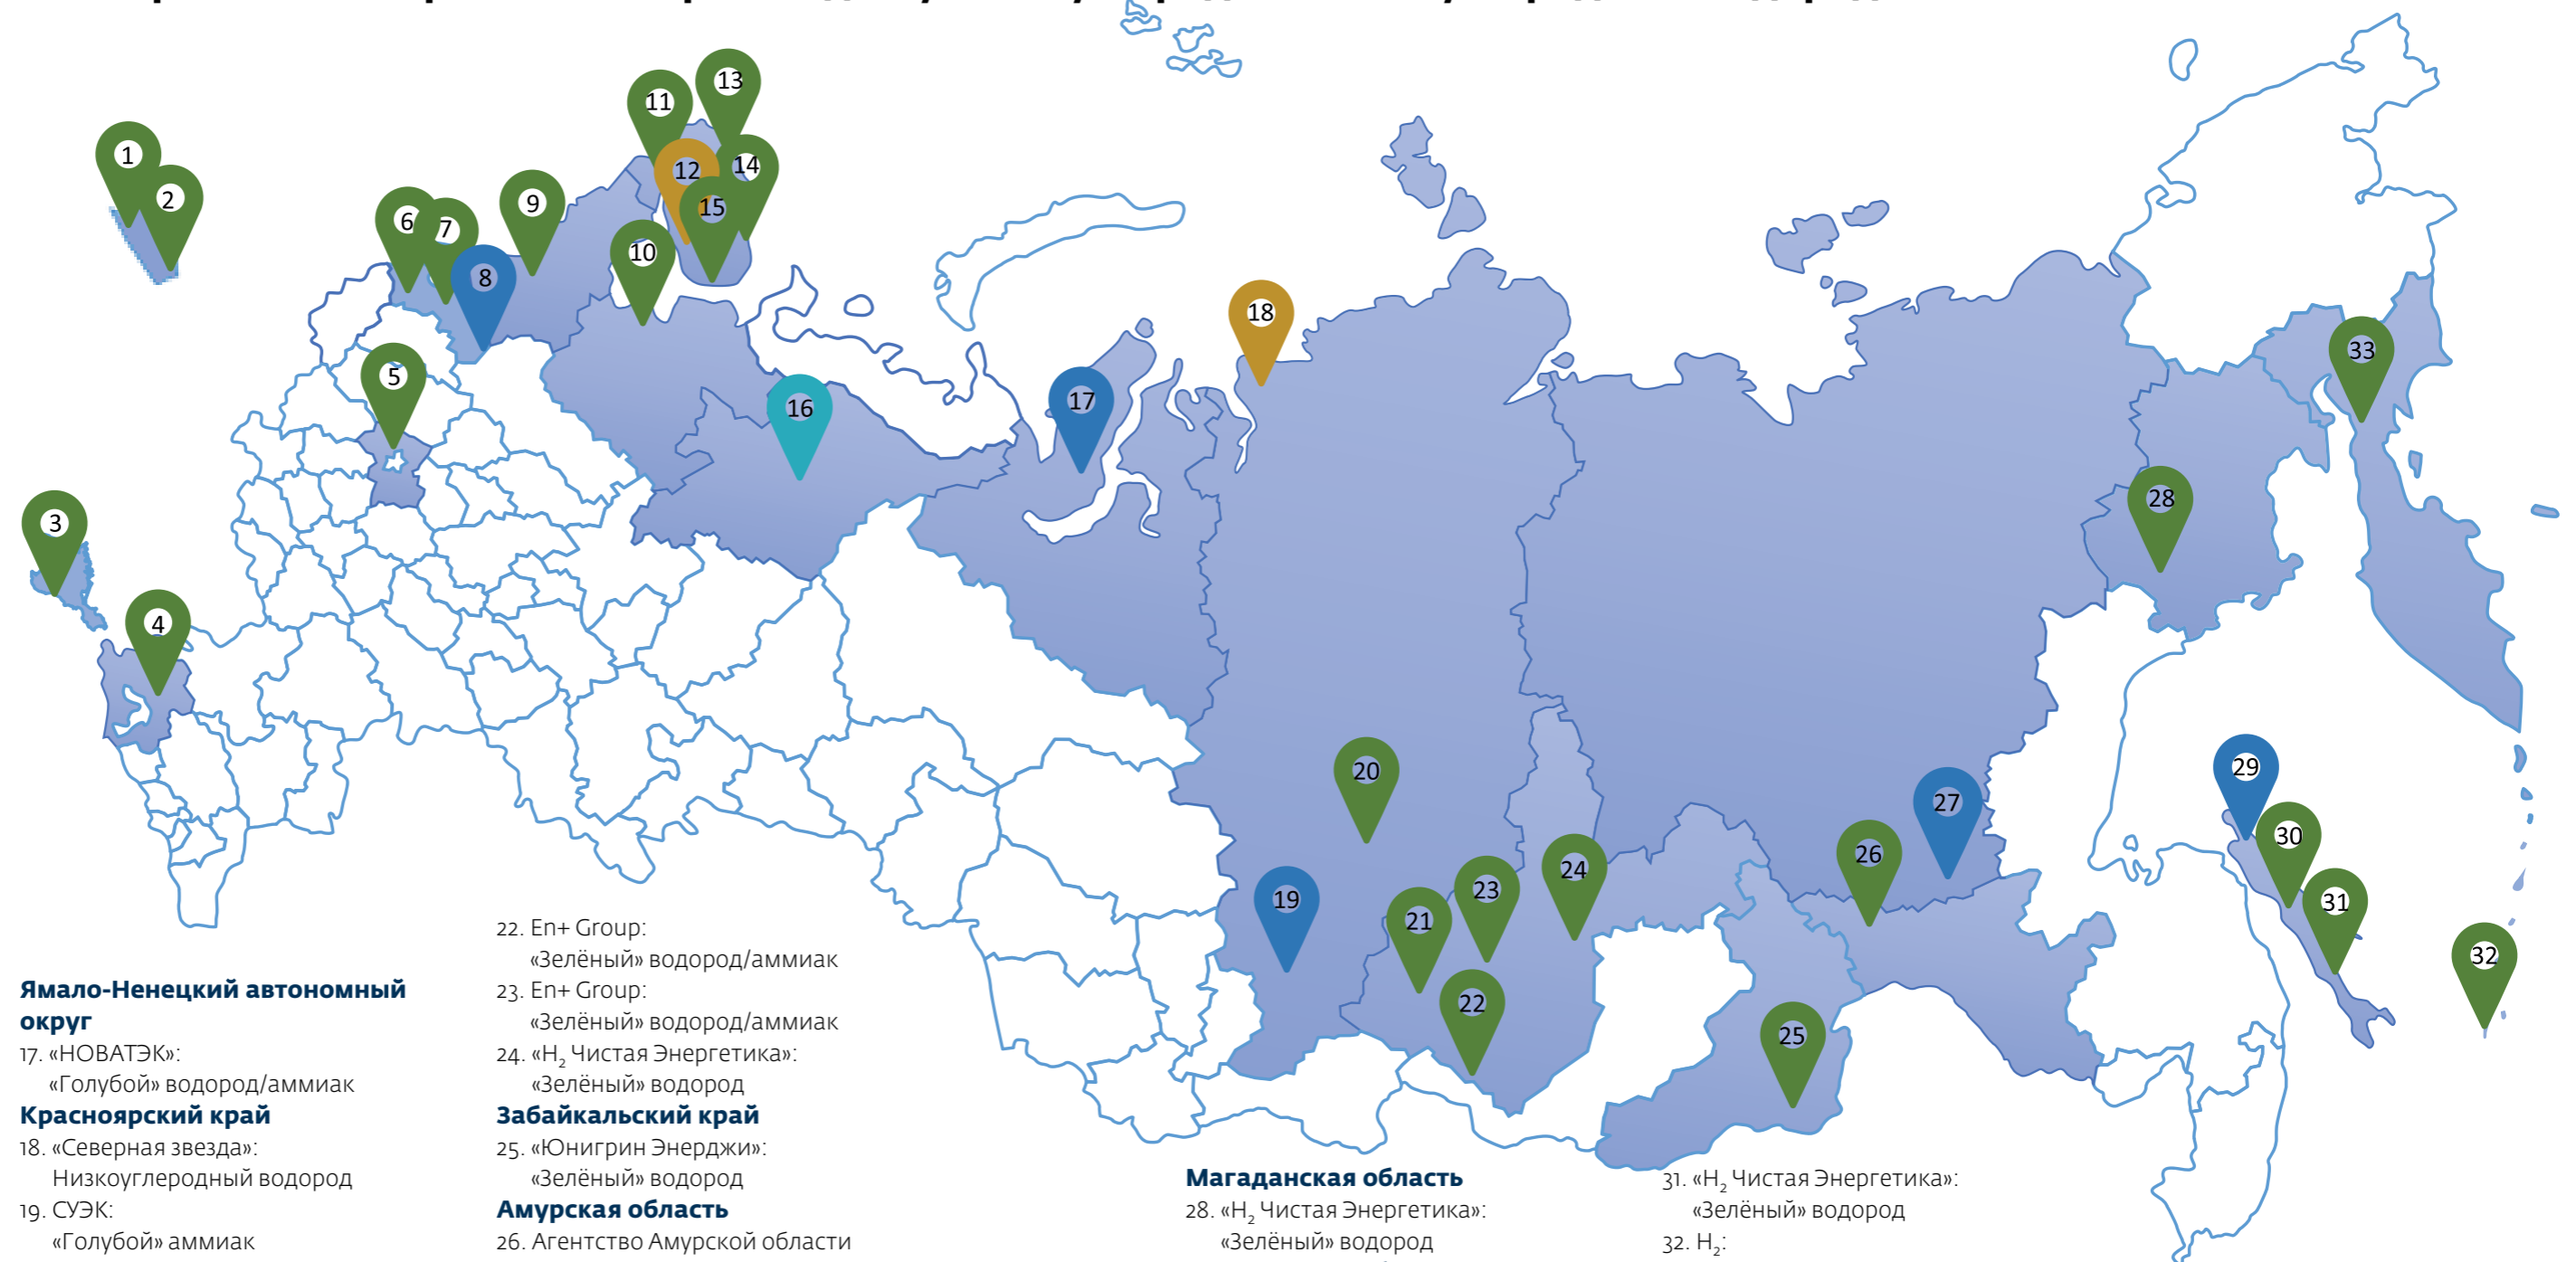 1
2
3
4
5
6
7
8
9
10
11
12
13
14
15
16
17
18
19
20
21
22
23
24
25
26
27
28
29
30
31
32
33
Ямало-Ненецкий автономный
округ
17. «НОВАТЭК»:
«Голубой» водород/аммиак
Красноярский край
18. «Северная звезда»:
Низкоуглеродный водород
19. СУЭК:
«Голубой» аммиак
22. En+ Group:
«Зелёный» водород/аммиак
23. En+ Group:
«Зелёный» водород/аммиак
24. «H₂ Чистая Энергетика»:
«Зелёный» водород
Забайкальский край
25. «Юнигрин Энерджи»:
«Зелёный» водород
Амурская область
26. Агентство Амурской области
Магаданская область
28. «H₂ Чистая Энергетика»:
«Зелёный» водород
31. «H₂ Чистая Энергетика»:
«Зелёный» водород
32. H₂: